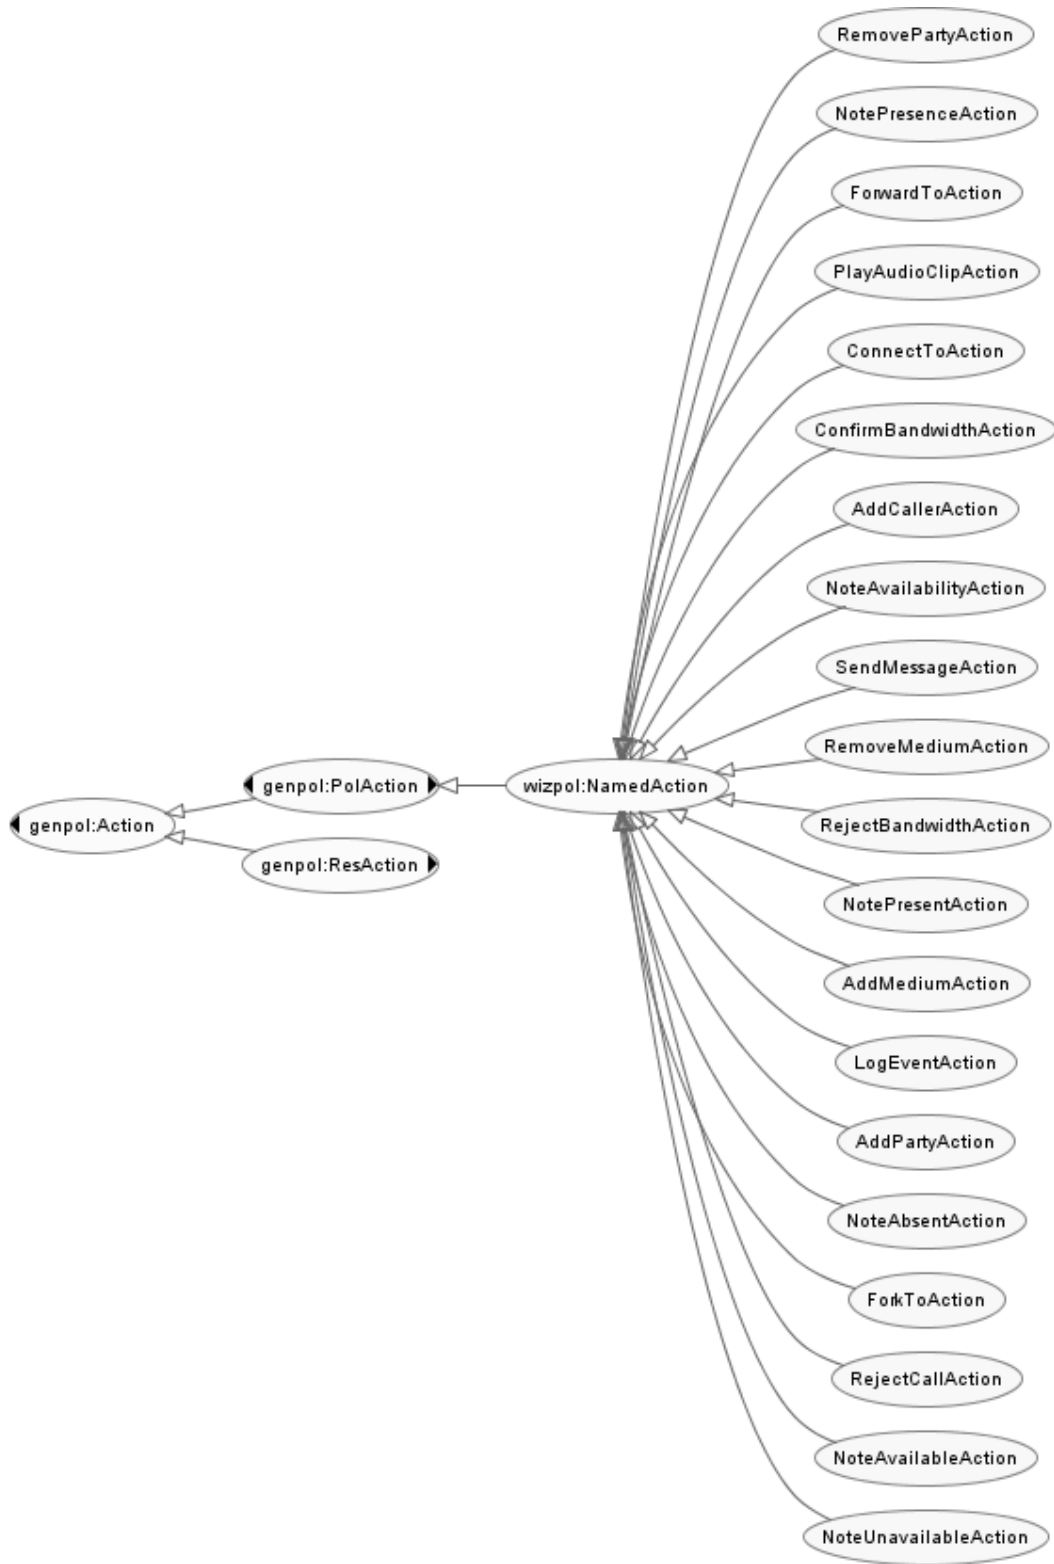 RemovePartyAction
NotePresenceAction
ForwardToAction
PlayAudioClipAction
ConnectToAction
ConfirmBandwidthAction
AddCallerAction
NoteAvailabilityAction
SendMessageAction
RemoveMediumAction
genpol:PolAction
wizpol:NamedAction
genpol:Action
RejectBandwidthAction
genpol:ResAction
NotePresentAction
AddMediumAction
LogEventAction
AddPartyAction
NoteAbsentAction
ForkToAction
RejectCallAction
NoteAvailableAction
NoteUnavailableAction